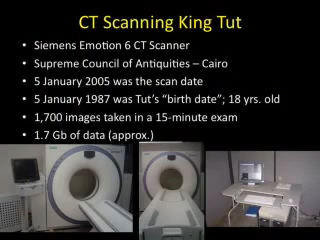 CT Scanning King Tut
• Siemens Emotion 6 CT Scanner
• Supreme Council of Antiquities – Cairo
• 5 January 2005 was the scan date
• 5 January 1987 was Tut's “birth date”; 18 yrs. old
• 1,700 images taken in a 15-minute exam
• 1.7 Gb of data (approx.)